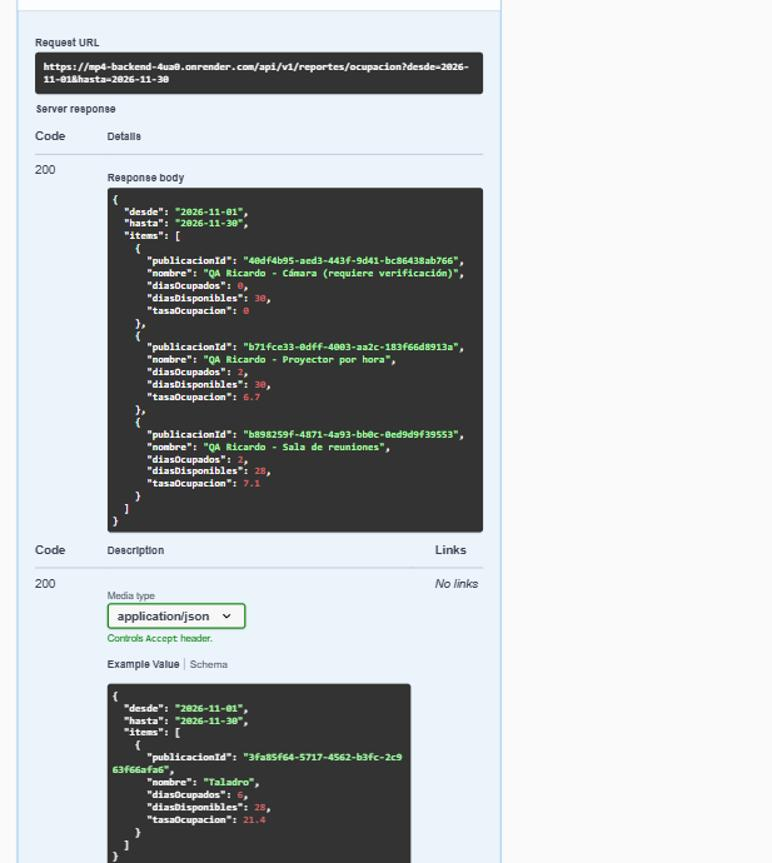 Request URL
https://mp4-backend-4ua0.onrender.com/api/v1/reportes/ocupacion?desde=2026-
11-01&hasta=2026-11-30
Server response
Code Details
200
Response body
{
"desde": "2026-11-01",
"hasta": "2026-11-30",
"items": [
{
"publicacionId": "40df4b95-aed3-443f-9d41-bc86438ab766",
"nombre": "QA Ricardo - Cámara (requiere verificación)",
"diasOcupados": 0,
"diasDisponibles": 30,
"tasaOcupacion": 0
},
{
"publicacionId": "b71fce33-0dff-4003-aa2c-183f66d8913a",
"nombre": "QA Ricardo - Proyector por hora",
"diasOcupados": 2,
"diasDisponibles": 30,
"tasaOcupacion": 6.7
},
{
"publicacionId": "b898259f-4871-4a93-bb0c-0ed9d9f39553",
"nombre": "QA Ricardo - Sala de reuniones",
"diasOcupados": 2,
"diasDisponibles": 28,
"tasaOcupacion": 7.1
}
]
}
Code Description Links
200 No links
Media type
application/json
Controls Accept header.
Example Value | Schema
{
"desde": "2026-11-01",
"hasta": "2026-11-30",
"items": [
{
"publicacionId": "3fa85f64-5717-4562-b3fc-2c9
63f66afa6",
"nombre": "Taladro",
"diasOcupados": 6,
"diasDisponibles": 28,
"tasaOcupacion": 21.4
}
]
}